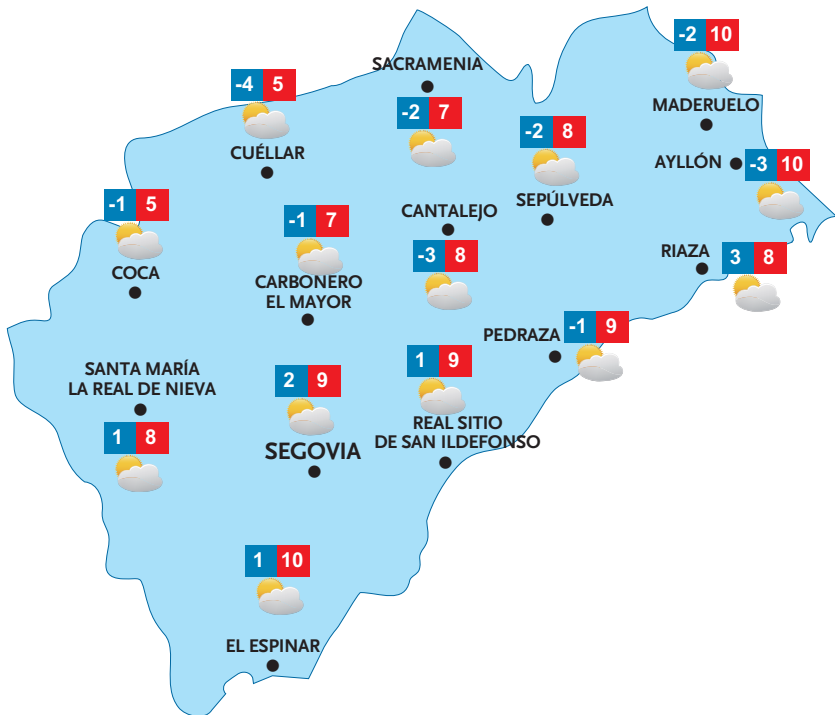 -2 10
MADERUELO
SACRAMENIA
-2 7
-4 5
CUÉLLAR
-2 8
SEPÚLVEDA
AYLLÓN
-3 10
-1 5
COCA
CANTALEJO
-3 8
-1 7
CARBONERO
EL MAYOR
RIAZA
3 8
PEDRAZA
-1 9
SANTA MARÍA
LA REAL DE NIEVA
1 8
2 9
SEGOVIA
1 9
REAL SITIO
DE SAN ILDEFONSO
1 10
EL ESPINAR